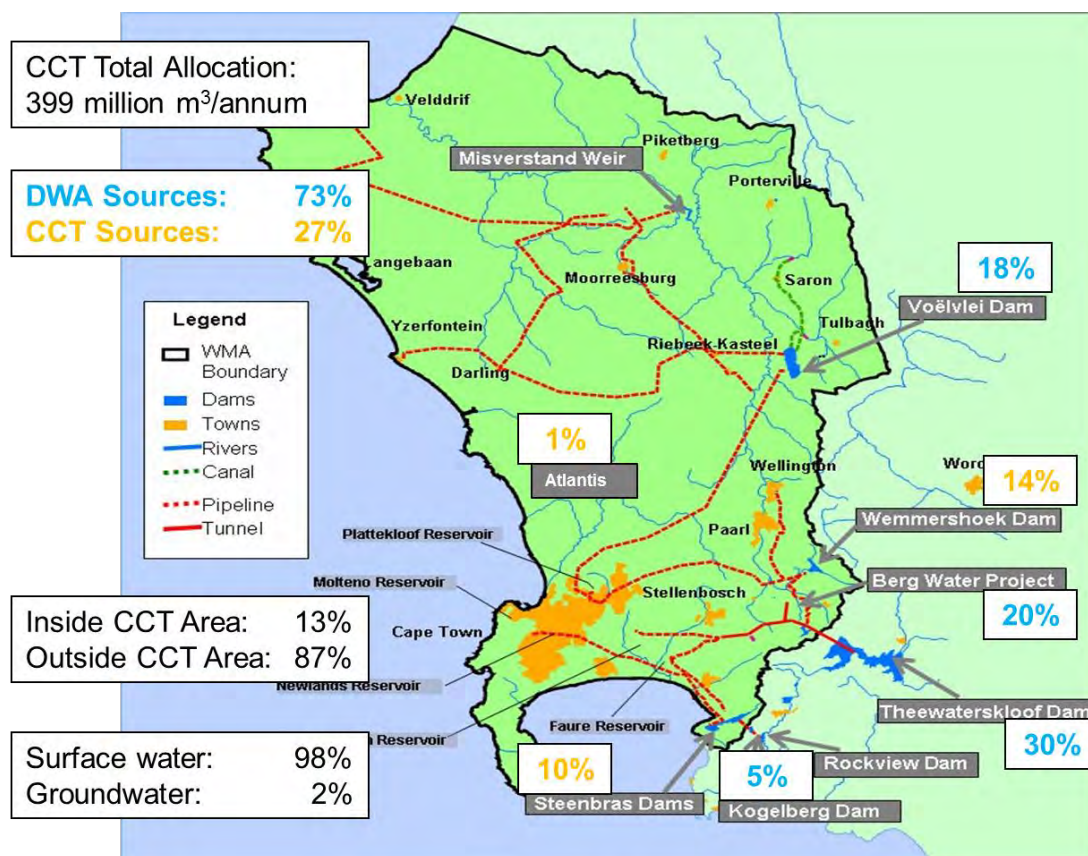 CCT Total Allocation:
399 million m³/annum
DWA Sources: 73%
CCT Sources: 27%
Velddrif
Piketberg
Misverstand Weir
Porterville
Moorreesburg
Saron
18%
Voëlvlei Dam
Tulbagh
Riebeek-Kasteel
Yzerfontein
Darling
Legend
WMA
Boundary
Dams
Towns
Rivers
Canal
Pipeline
Tunnel
1%
Atlantis
Wellington
14%
Wemmershoek Dam
Paarl
Plattekloof Reservoir
Molteno Reservoir
Stellenbosch
Berg Water Project
20%
Inside CCT Area: 13%
Outside CCT Area: 87%
Cape Town
Newlands Reservoir
Theewaterskloof Dam
30%
Faure Reservoir
Reservoir
Rockview Dam
Surface water: 98%
Groundwater: 2%
10%
Steenbras Dams
5%
Kogelberg Dam